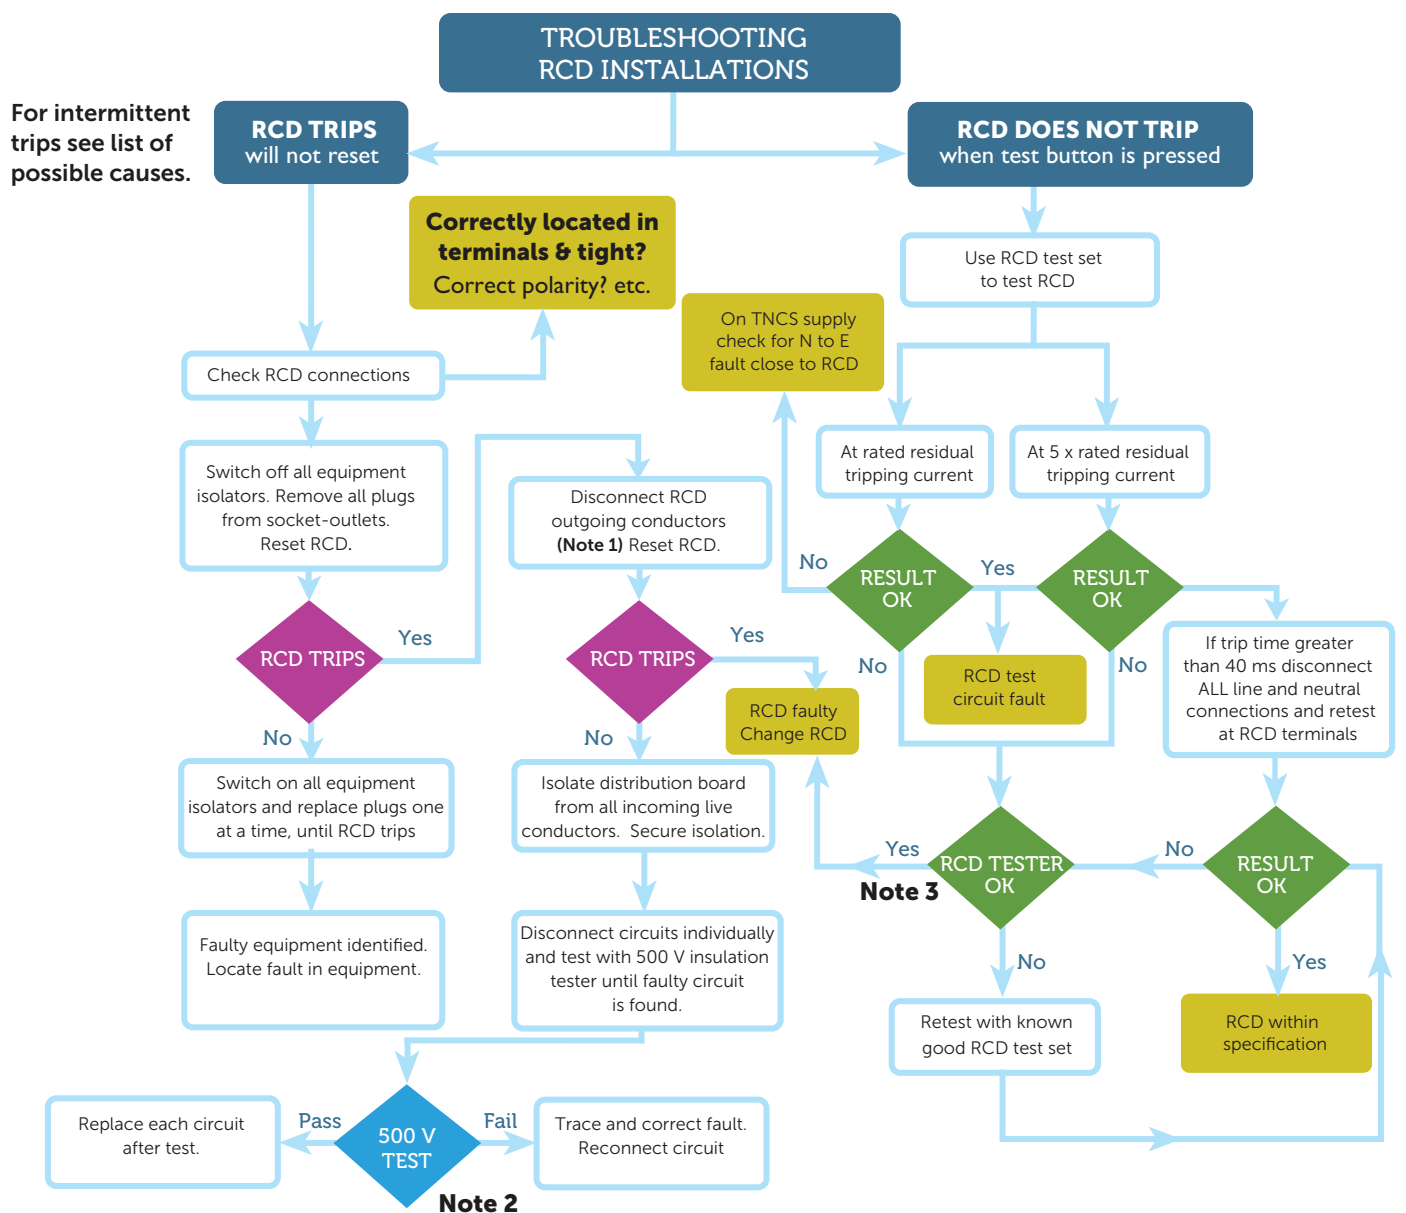 TROUBLESHOOTING
RCD INSTALLATIONS
For intermittent
trips see list of
possible causes.
RCD TRIPS
will not reset
RCD DOES NOT TRIP
when test button is pressed
Correctly located in
terminals & tight?
Correct polarity? etc.
Check RCD connections
Switch off all equipment
isolators. Remove all plugs
from socket-outlets.
Reset RCD.
RCD TRIPS
Yes
No
Switch on all equipment
isolators and replace plugs one
at a time, until RCD trips
Faulty equipment identified.
Locate fault in equipment.
Disconnect RCD
outgoing conductors
(Note 1) Reset RCD.
RCD TRIPS
Yes
No
RCD faulty
Change RCD
Isolate distribution board
from all incoming live
conductors. Secure isolation.
Disconnect circuits individually
and test with 500 V insulation
tester until faulty circuit
is found.
500 V
TEST
Note 2
Pass
Replace each circuit
after test.
Fail
Trace and correct fault.
Reconnect circuit
Use RCD test set
to test RCD
On TNCS supply
check for N to E
fault close to RCD
At rated residual
tripping current
At 5 x rated residual
tripping current
No
RESULT
OK
Yes
RESULT
OK
No
No
RCD test
circuit fault
If trip time greater
than 40 ms disconnect
ALL line and neutral
connections and retest
at RCD terminals
Yes
RCD TESTER
OK
Note 3
No
RESULT
OK
No
Yes
Retest with known
good RCD test set
RCD within
specification